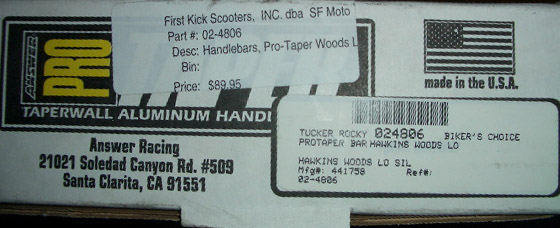 First Kick Scooters, INC. dba SF Moto
Part #: 02-4806
Desc: Handlebars, Pro-Taper Woods L
Bin:
Price: $89.95
ANSWER
PRO
TAPERWALL ALUMINUM HANDL
made in the U.S.A.
Answer Racing
21021 Soledad Canyon Rd. #509
Santa Clarita, CA 91551
TUCKER ROCKY 024806 BIKER'S CHOICE
PROTAPER BAR HAWKINS WOODS LO
HAWKINS WOODS LO SIL
Mfg#: 441758 Ref#:
02-4806